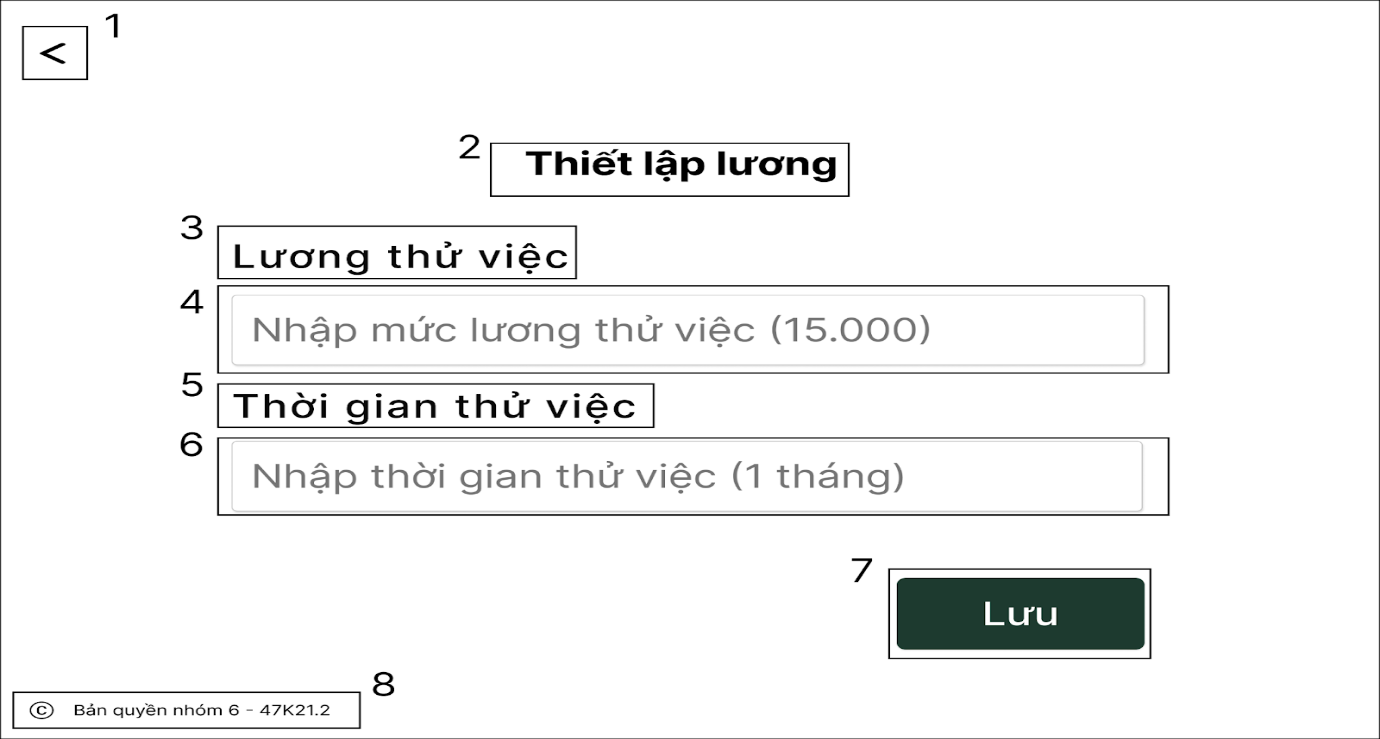 1
<
2
Thiết lập lương
3
Lương thử việc
4
Nhập mức lương thử việc (15.000)
5
Thời gian thử việc
6
Nhập thời gian thử việc (1 tháng)
7
Lưu
8
© Bản quyền nhóm 6 - 47K21.2